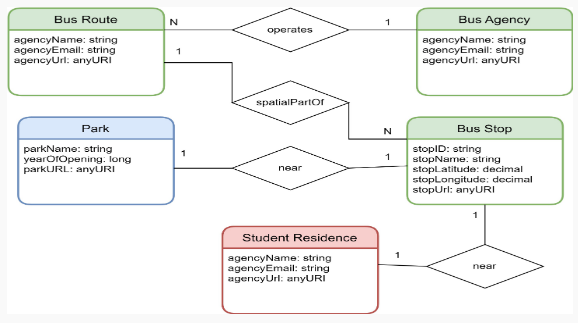 Bus Route
agencyName: string
agencyEmail: string
agencyUrl: anyURI
N
operates
1
Bus Agency
agencyName: string
agencyEmail: string
agencyUrl: anyURI
1
spatialPartOf
N
Park
parkName: string
yearOfOpening: long
parkURL: anyURI
1
near
1
Bus Stop
stopID: string
stopName: string
stopLatitude: decimal
stopLongitude: decimal
stopUrl: anyURI
1
Student Residence
agencyName: string
agencyEmail: string
agencyUrl: anyURI
1
near